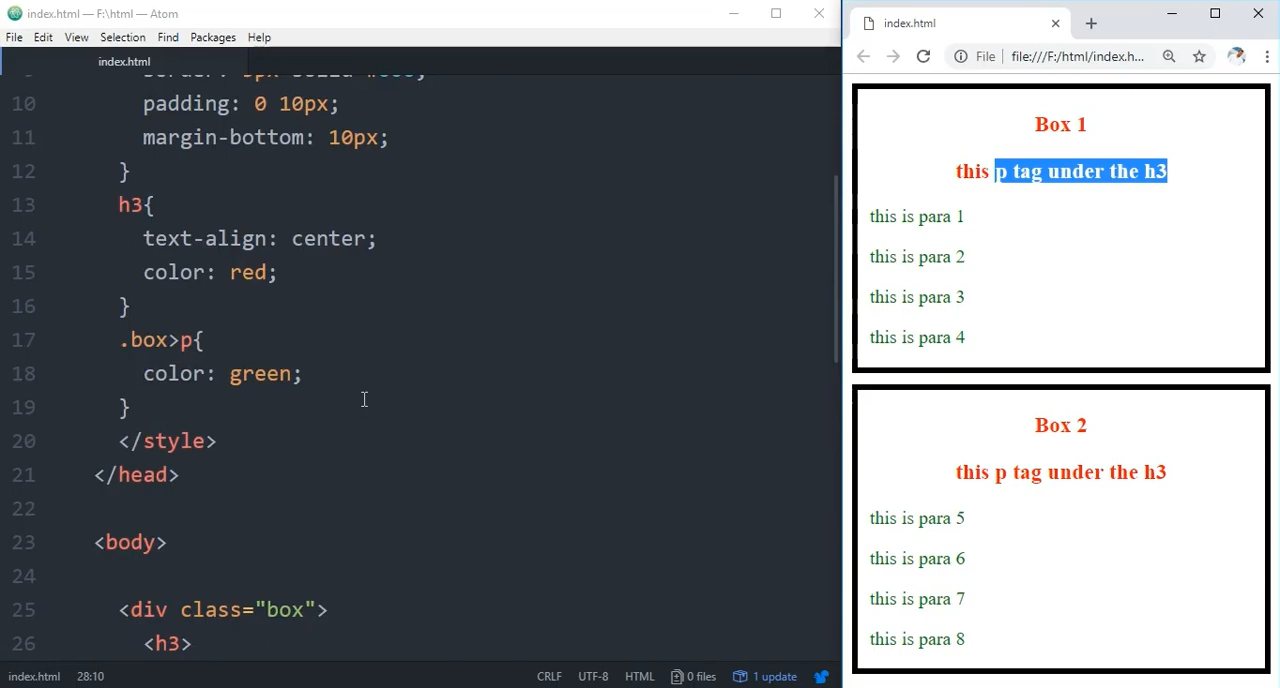 index.html — F:\html — Atom
File Edit View Selection Find Packages Help
index.html
10 padding: 0 10px;
11 margin-bottom: 10px;
12 }
13 h3{
14 text-align: center;
15 color: red;
16 }
17 .box>p{
18 color: green;
19 }
20 </style>
21 </head>
22
23 <body>
24
25 <div class="box">
26 <h3>
index.html 28:10 CRLF UTF-8 HTML 0 files 1 update
index.html
File file:///F:/html/index.h...
Box 1
this p tag under the h3
this is para 1
this is para 2
this is para 3
this is para 4
Box 2
this p tag under the h3
this is para 5
this is para 6
this is para 7
this is para 8